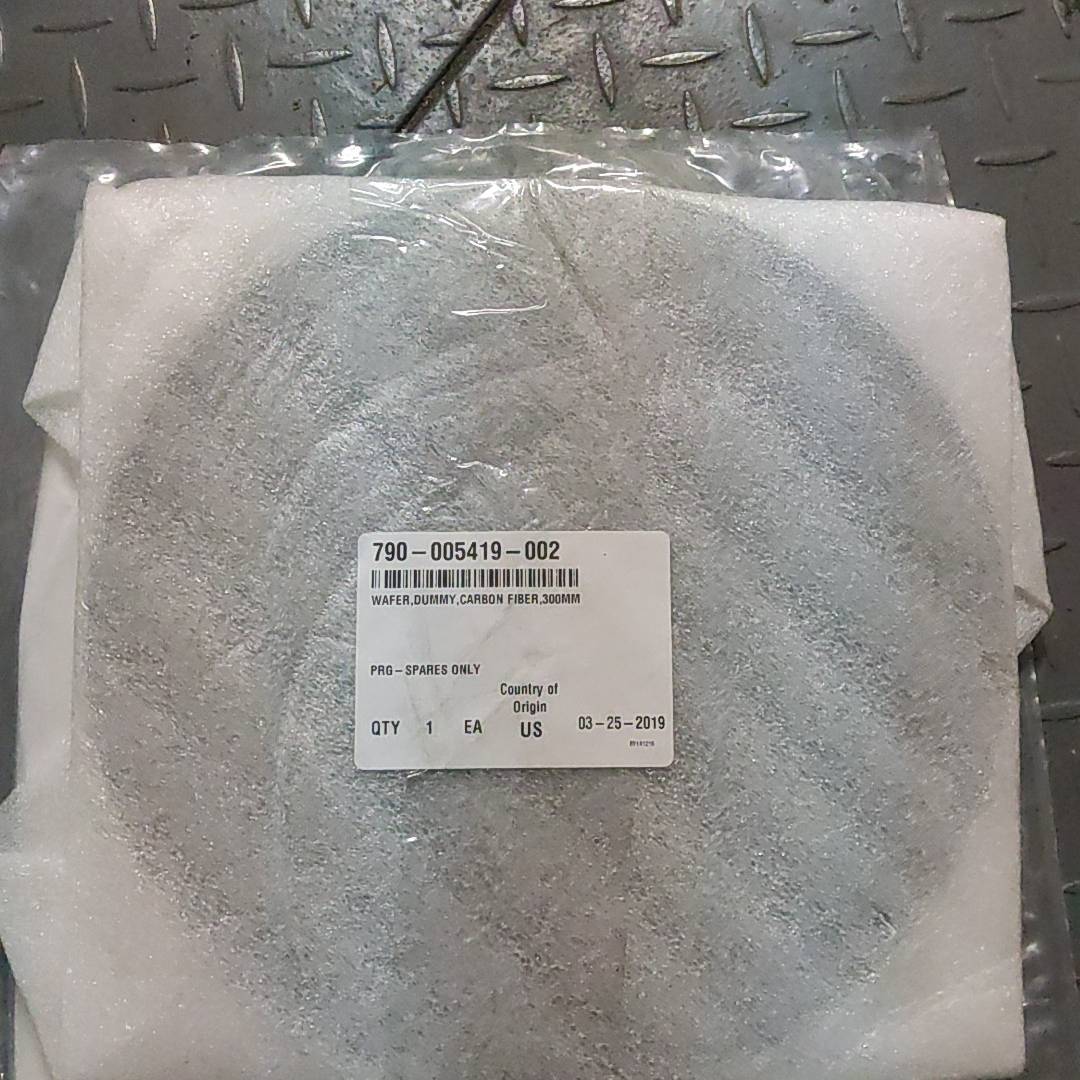 790-005419-002
WAFER,DUMMY,CARBON FIBER,300MM
PRG-SPARES ONLY
Country of
Origin
QTY 1 EA US 03-25-2019